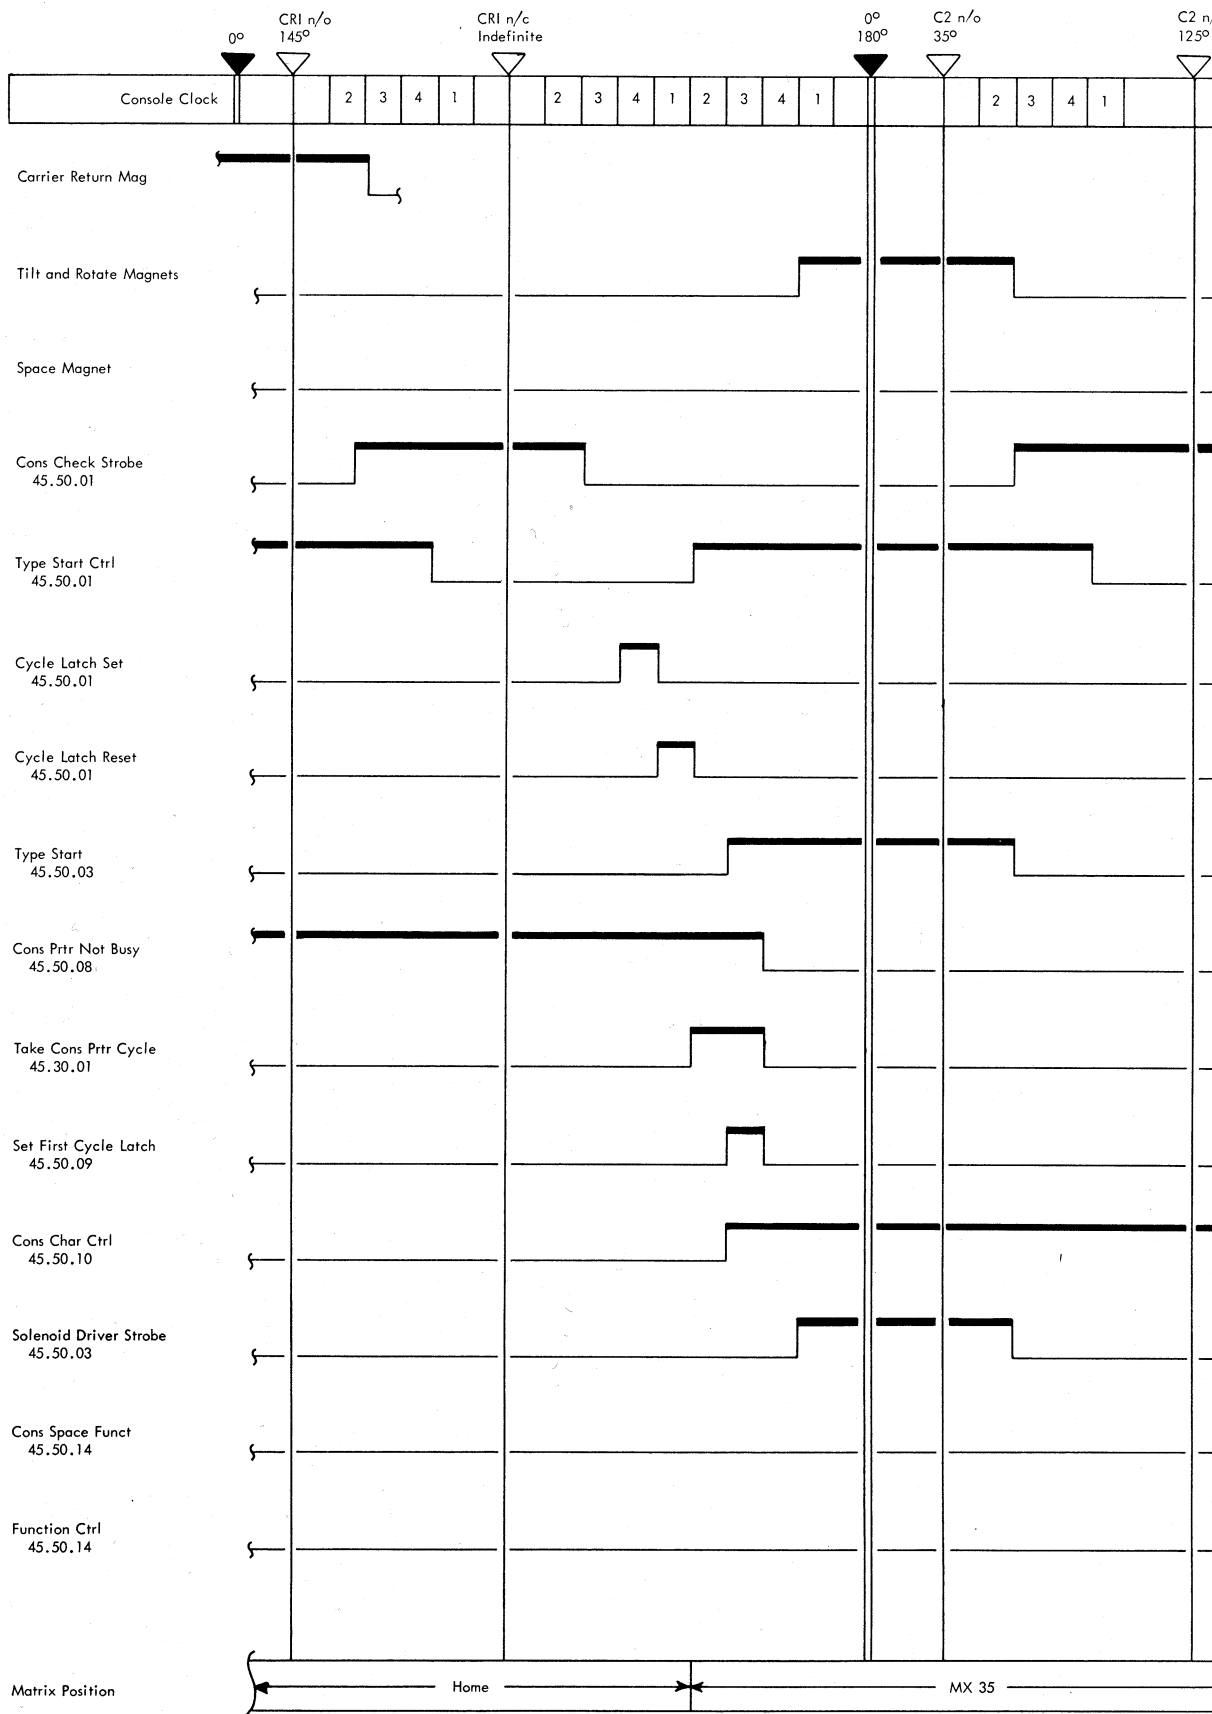 CR1 n/o CR1 n/c 0° C2 n/o C2 n/
0° 145° Indefinite 180° 35° 125°
Console Clock 2 3 4 1 2 3 4 1 2 3 4 1 2 3 4 1
Carrier Return Mag
Tilt and Rotate Magnets
Space Magnet
Cons Check Strobe
45.50.01
Type Start Ctrl
45.50.01
Cycle Latch Set
45.50.01
Cycle Latch Reset
45.50.01
Type Start
45.50.03
Cons Prtr Not Busy
45.50.08
Take Cons Prtr Cycle
45.30.01
Set First Cycle Latch
45.50.09
Cons Char Ctrl
45.50.10
Solenoid Driver Strobe
45.50.03
Cons Space Funct
45.50.14
Function Ctrl
45.50.14
Matrix Position Home MX 35